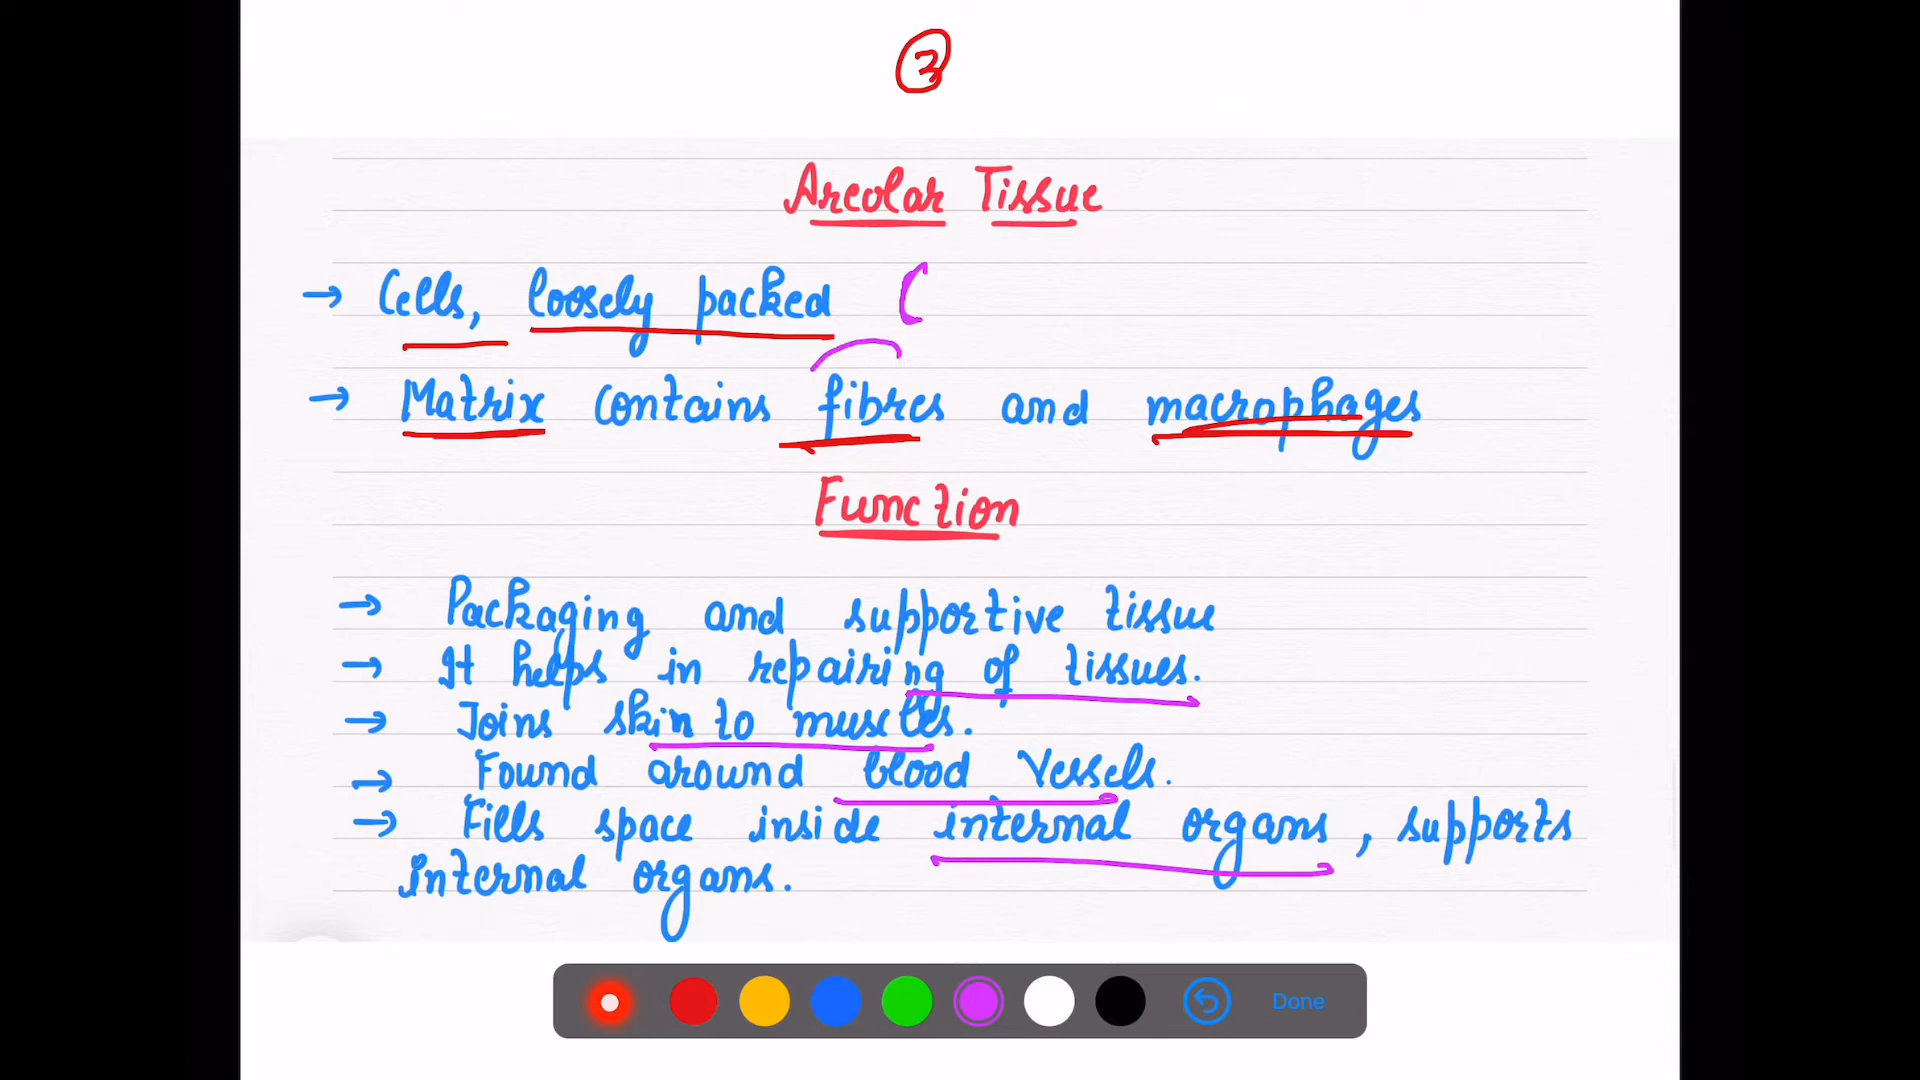 2
Areolar Tissue
→ Cells, loosely packed (
→ Matrix contains fibres and macrophages
Function
→ Packaging and supportive tissue
→ It helps in repairing of tissues.
→ Joins skin to muscles.
→ Found around blood vessels.
→ Fills space inside internal organs, supports
internal organs.
Done